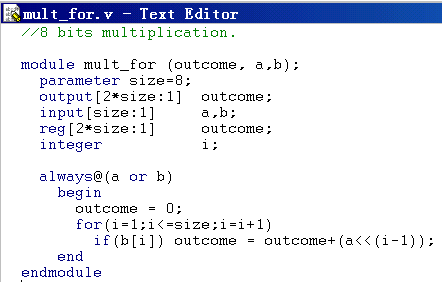 mult_for.v - Text Editor
//8 bits multiplication.
module mult_for (outcome, a,b);
parameter size=8;
output[2*size:1] outcome;
input[size:1] a,b;
reg[2*size:1] outcome;
integer i;
always@(a or b)
begin
outcome = 0;
for(i=1;i<=size;i=i+1)
if(b[i]) outcome = outcome+(a<<(i-1));
end
endmodule